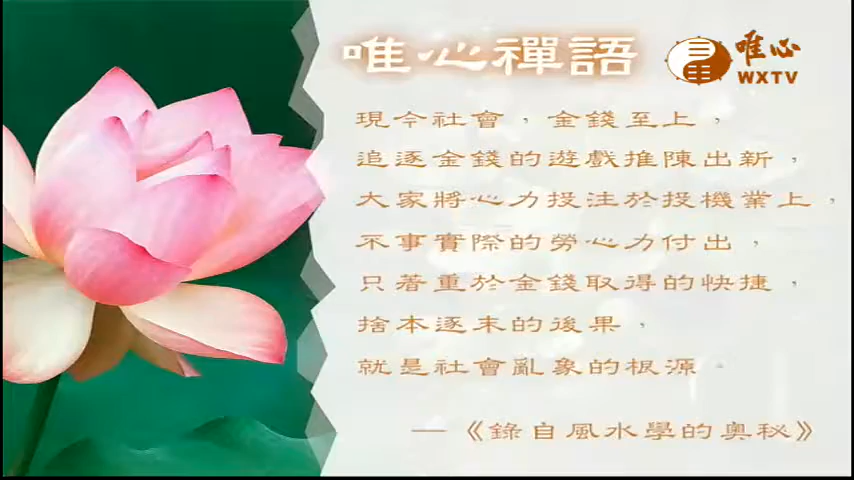 唯心禪語
唯心
WXTV
現今社會，金錢至上，
追逐金錢的遊戲推陳出新，
大家將心力投注於投機業上，
不事實際的勞心力付出，
只著重於金錢取得的快捷，
捨本逐末的後果，
就是社會亂象的根源。
—《錄自風水學的奧秘》